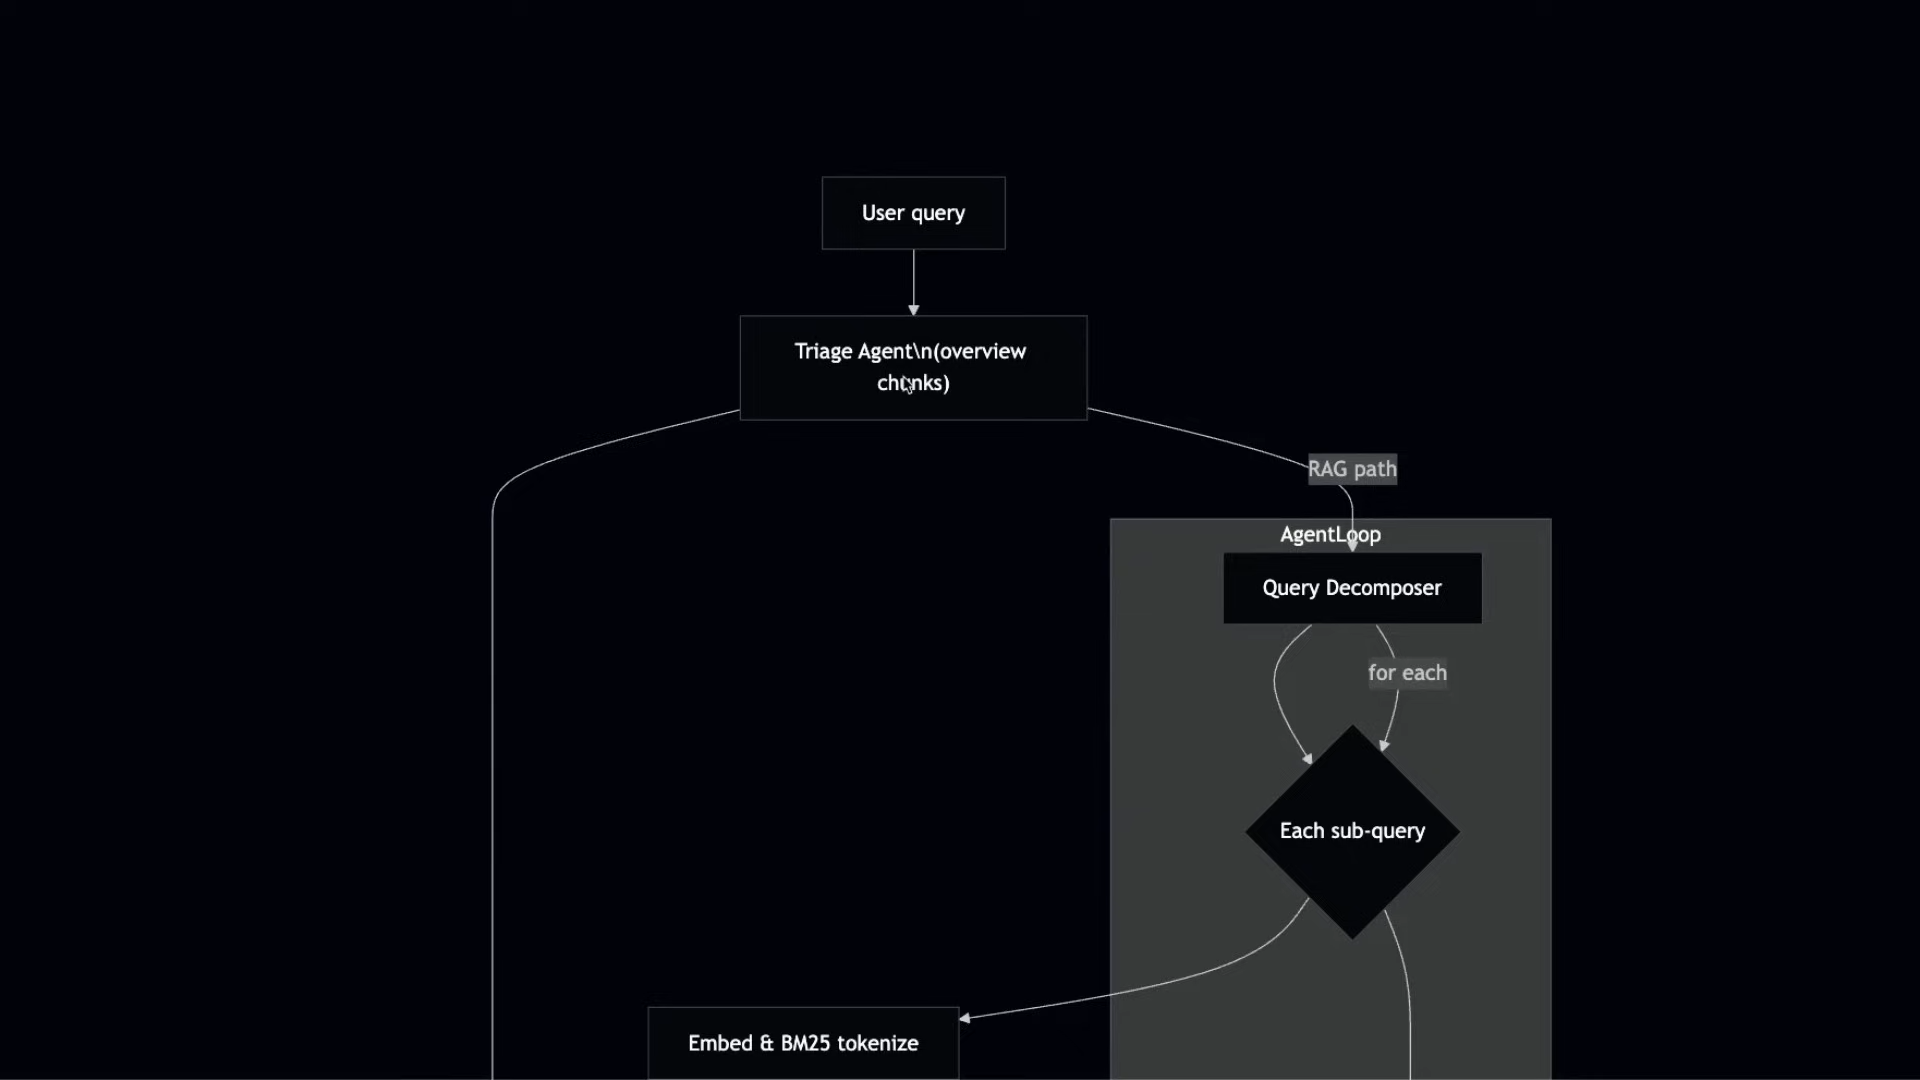 User query
Triage Agent\n(overview
chunks)
RAG path
AgentLoop
Query Decomposer
for each
Each sub-query
Embed & BM25 tokenize